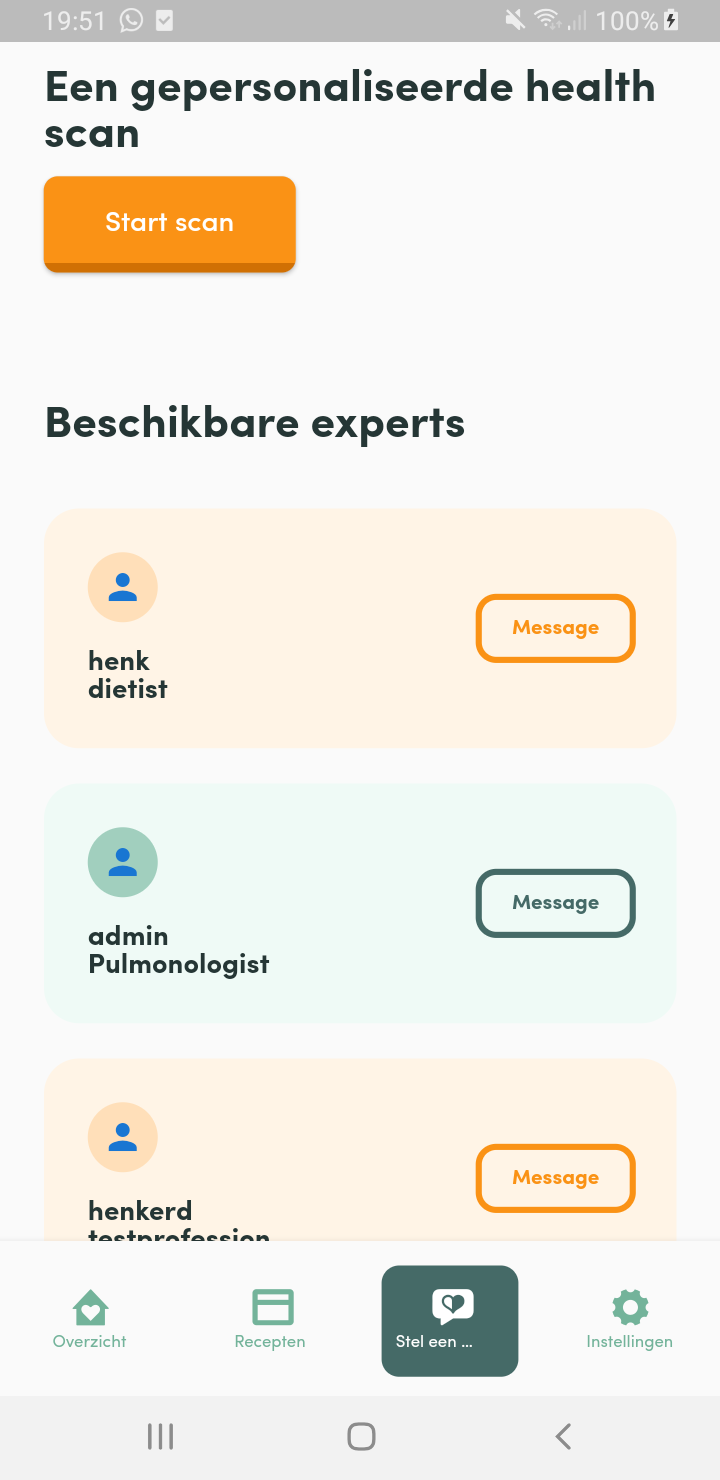 19:51
100%
Een gepersonaliseerde health
scan
Start scan
Beschikbare experts
henk
dietist
Message
admin
Pulmonologist
Message
henkerd
testprofession
Message
Overzicht
Recepten
Stel een ...
Instellingen